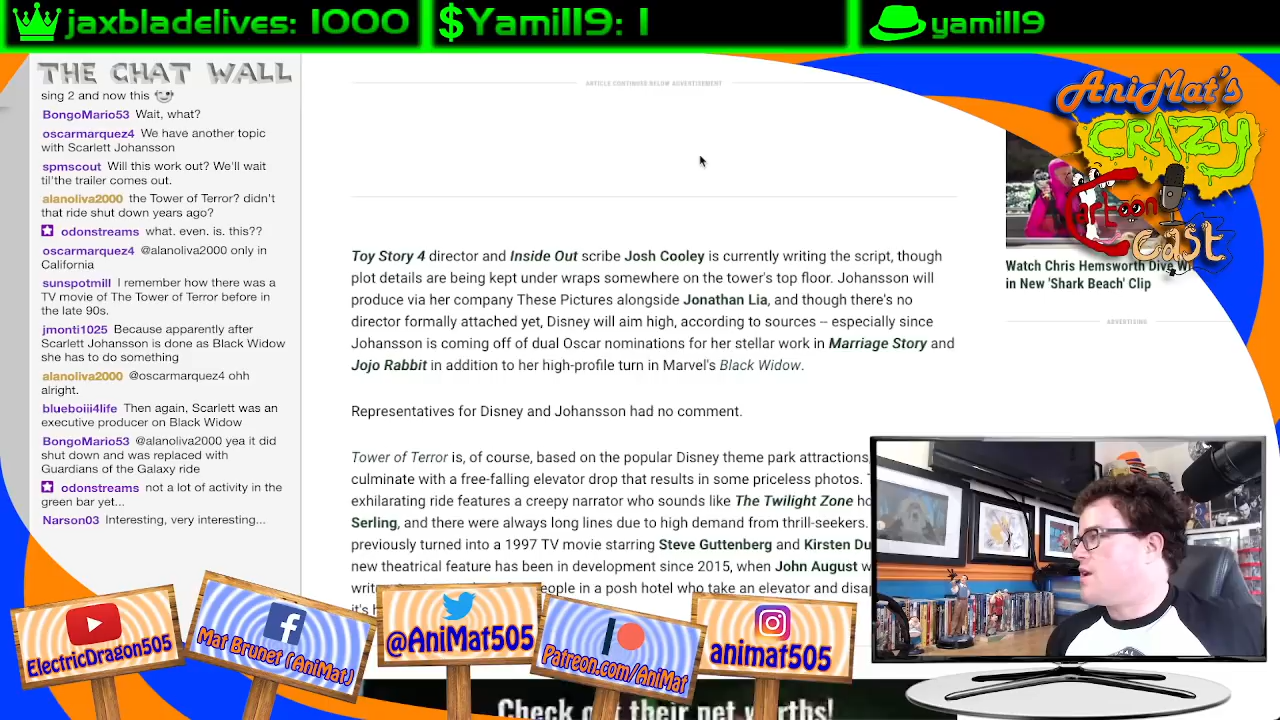 jaxbladelives: 1000
$Yamil19: 1
yamil19
THE CHAT WALL
sing 2 and now this
BongoMario53 Wait, what?
oscarmarquez4 We have another topic
with Scarlett Johansson
spmscout Will this work out? We'll wait
til'the trailer comes out.
alanoliva2000 the Tower of Terror? didn't
that ride shut down years ago?
odonstreams what. even. is. this??
oscarmarquez4 @alanoliva2000 only in
California
sunspotmill I remember how there was a
TV movie of The Tower of Terror before in
the late 90s.
jmonti1025 Because apparently after
Scarlett Johansson is done as Black Widow
she has to do something
alanoliva2000 @oscarmarquez4 ohh
alright.
blueboiii4life Then again, Scarlett was an
executive producer on Black Widow
BongoMario53 @alanoliva2000 yea it did
shut down and was replaced with
Guardians of the Galaxy ride
odonstreams not a lot of activity in the
green bar yet...
Narson03 Interesting, very interesting...
ARTICLE CONTINUES BELOW ADVERTISEMENT
Toy Story 4 director and Inside Out scribe Josh Cooley is currently writing the script, though
plot details are being kept under wraps somewhere on the tower's top floor. Johansson will
produce via her company These Pictures alongside Jonathan Lia, and though there's no
director formally attached yet, Disney will aim high, according to sources -- especially since
Johansson is coming off of dual Oscar nominations for her stellar work in Marriage Story and
Jojo Rabbit in addition to her high-profile turn in Marvel's Black Widow.
Representatives for Disney and Johansson had no comment.
Tower of Terror is, of course, based on the popular Disney theme park attractions,
culminate with a free-falling elevator drop that results in some priceless photos.
exhilarating ride features a creepy narrator who sounds like The Twilight Zone
Serling, and there were always long lines due to high demand from thrill-seekers.
previously turned into a 1997 TV movie starring Steve Guttenberg and Kirsten
new theatrical feature has been in development since 2015, when John August
in a posh hotel who take an elevator and
AniMat's
CRAZY
Cartoon
Cast
Watch Chris Hemsworth Dive
in New 'Shark Beach' Clip
ADVERTISING
ElectricDragon505
Mat Brunet (AniMat)
@AniMat505
Patreon.com/AniMat
animat505
Check out their net worths!